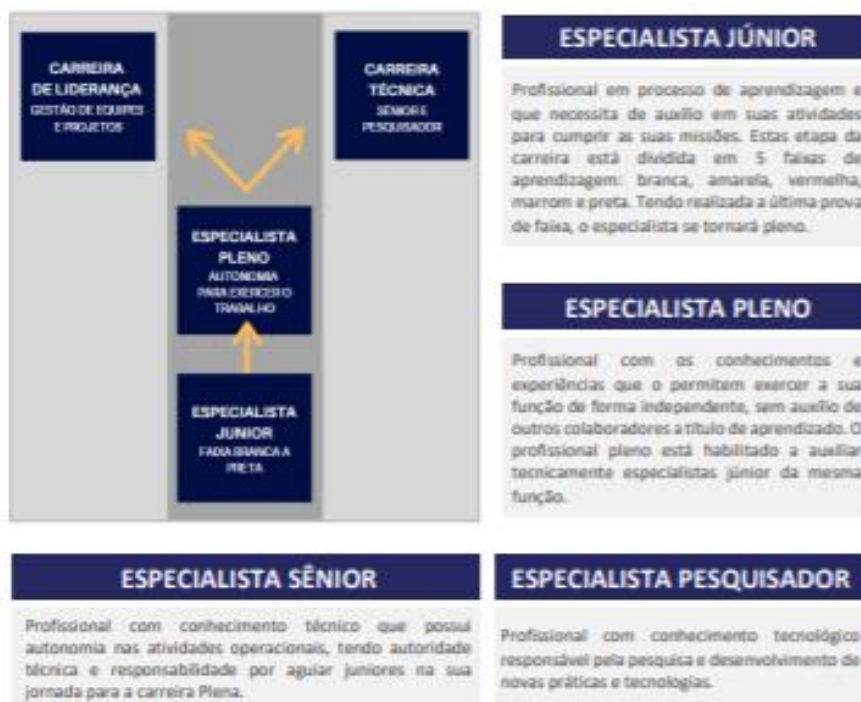 CARREIRA
DE LIDERANÇA
GESTÃO DE EQUIPES
E PROJETOS
CARREIRA
TÉCNICA
SÊNIOR E
PESQUISADOR
ESPECIALISTA
PLENO
AUTONOMIA
PARA EXERCER O
TRABALHO
ESPECIALISTA
JUNIOR
FAIXA BRANCA A
PRETA
ESPECIALISTA JÚNIOR
Profissional em processo de aprendizagem e
que necessita de auxílio em suas atividades
para cumprir as suas missões. Estas etapa da
carreira está dividida em 5 faixas de
aprendizagem: branca, amarela, vermelha,
marrom e preta. Tendo realizada a última prova
de faixa, o especialista se tornará pleno.
ESPECIALISTA PLENO
Profissional com os conhecimentos e
experiências que o permitem exercer a sua
função de forma independente, sem auxílio de
outros colaboradores a título de aprendizado. O
profissional pleno está habilitado a auxiliar
tecnicamente especialistas júnior da mesma
função.
ESPECIALISTA SÊNIOR
Profissional com conhecimento técnico que possui
autonomia nas atividades operacionais, tendo autoridade
técnica e responsabilidade por aguiar juniores na sua
jornada para a carreira Plena.
ESPECIALISTA PESQUISADOR
Profissional com conhecimento tecnológico
responsável pela pesquisa e desenvolvimento de
novas práticas e tecnologias.